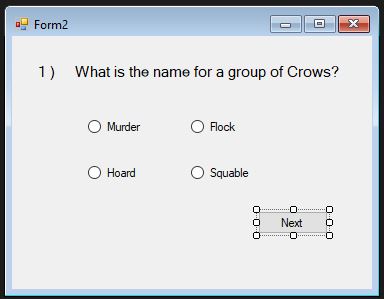 Form2
1 ) What is the name for a group of Crows?
Murder Flock
Hoard Squable
Next